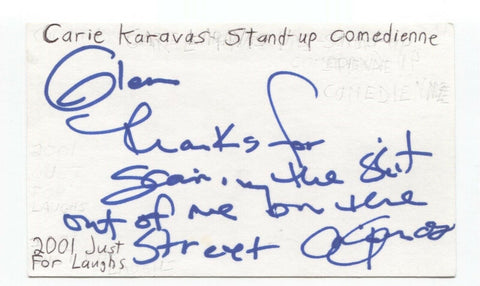 Carie Karavas Stand-up Comedienne
Glen
Thanks for
Scaring the shit
out of me on the
Street
2001 Just
For Laughs